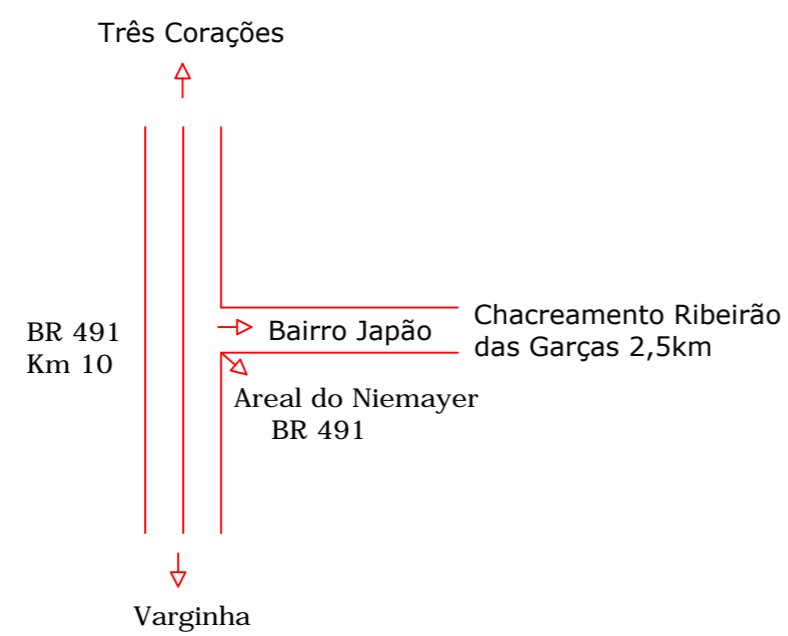 Três Corações
BR 491
Km 10
Bairro Japão
Chacreamento Ribeirão
das Garças 2,5km
Areal do Niemayer
BR 491
Varginha